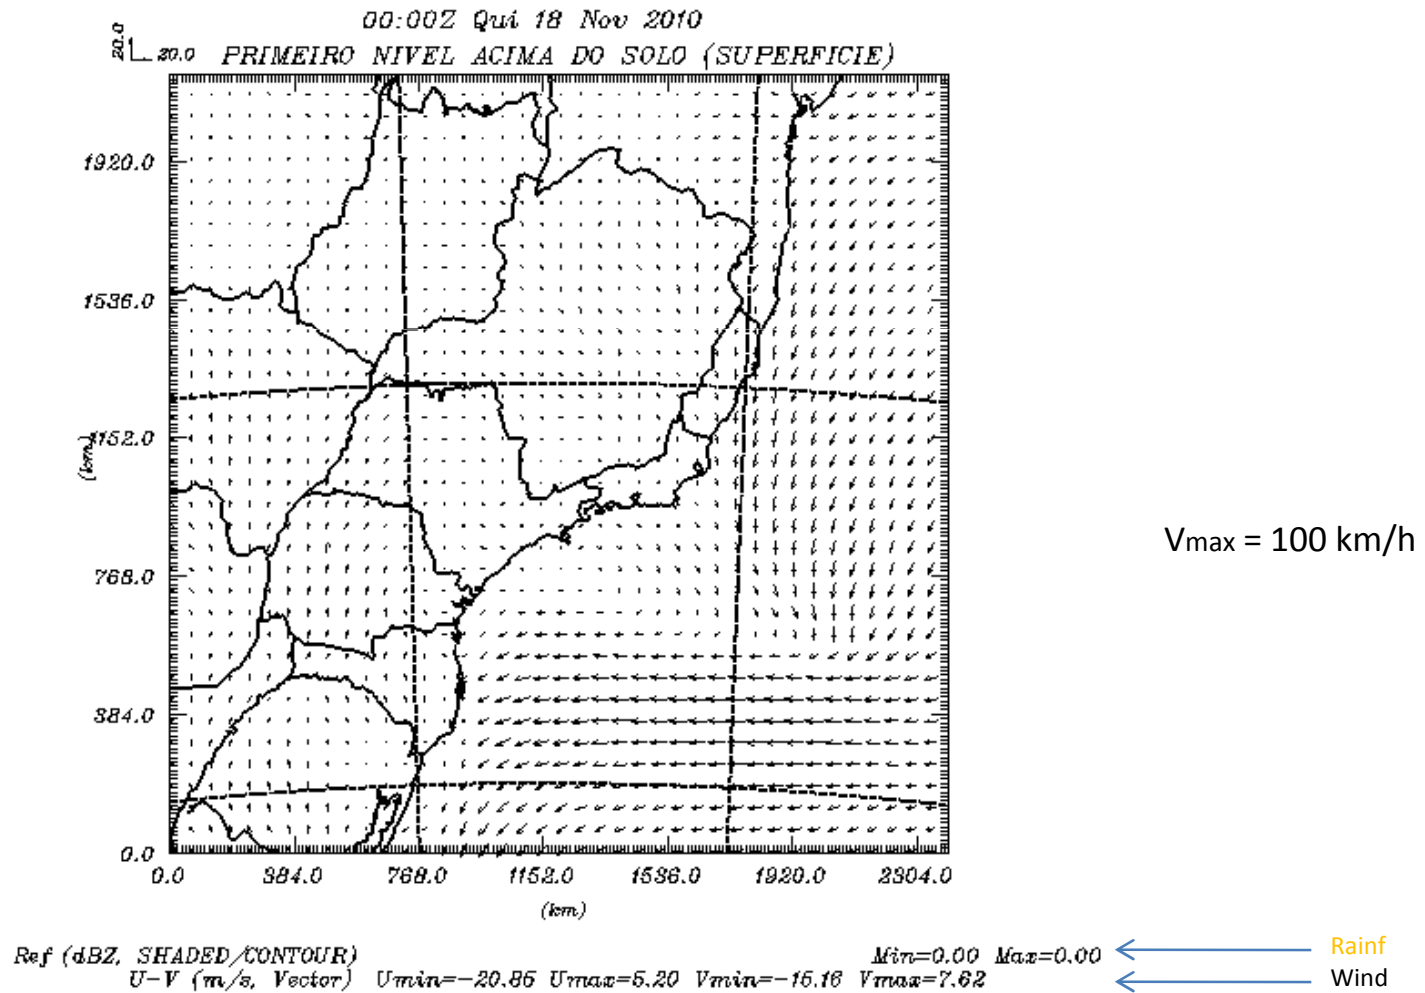 00:00Z Qui 18 Nov 2010
20.0
20.0 PRIMEIRO NIVEL ACIMA DO SOLO (SUPERFICIE)
1920.0
1536.0
1152.0
(km)
768.0
384.0
0.0
0.0 384.0 768.0 1152.0 1536.0 1920.0 2304.0
(km)
Vmax = 100 km/h
Ref (dBZ, SHADED/CONTOUR) Min=0.00 Max=0.00 Rainf
U-V (m/s, Vector) Umin=-20.86 Umax=5.20 Vmin=-15.16 Vmax=7.62 Wind